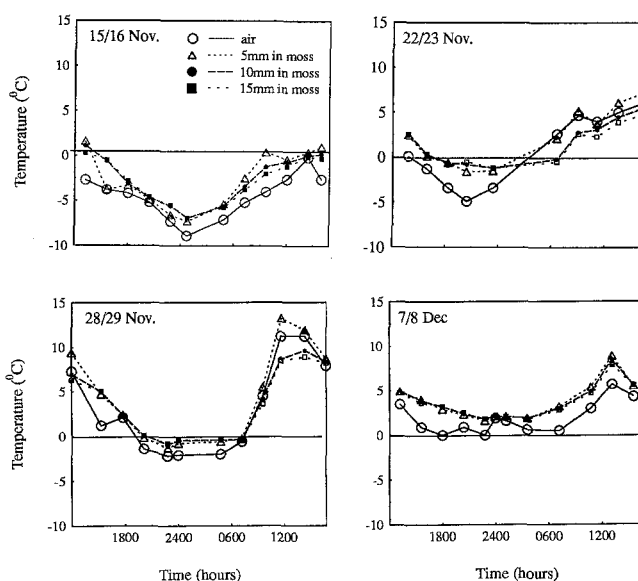 15/16 Nov.
air
5mm in moss
10mm in moss
15mm in moss
Temperature (°C)
15
10
5
0
-5
-10
22/23 Nov.
15
10
5
0
-5
-10
28/29 Nov.
Temperature (°C)
15
10
5
0
-5
-10
1800 2400 0600 1200
Time (hours)
7/8 Dec
15
10
5
0
-5
-10
1800 2400 0600 1200
Time (hours)